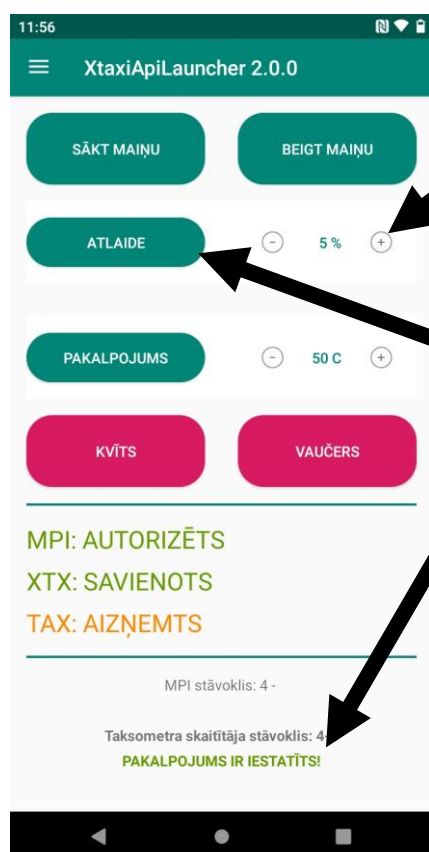 11:56
XtaxiApiLauncher 2.0.0
SĀKT MAIŅU
BEIGT MAIŅU
ATLAIDE
- 5 % +
PAKALPOJUMS
- 50 C +
KVĪTS
VAUČERS
MPI: AUTORIZĒTS
XTX: SAVIENOTS
TAX: AIZŅEMTS
MPI stāvoklis: 4 -
Taksometra skaitītāja stāvoklis: 4-
PAKALPOJUMS IR IESTATĪTS!